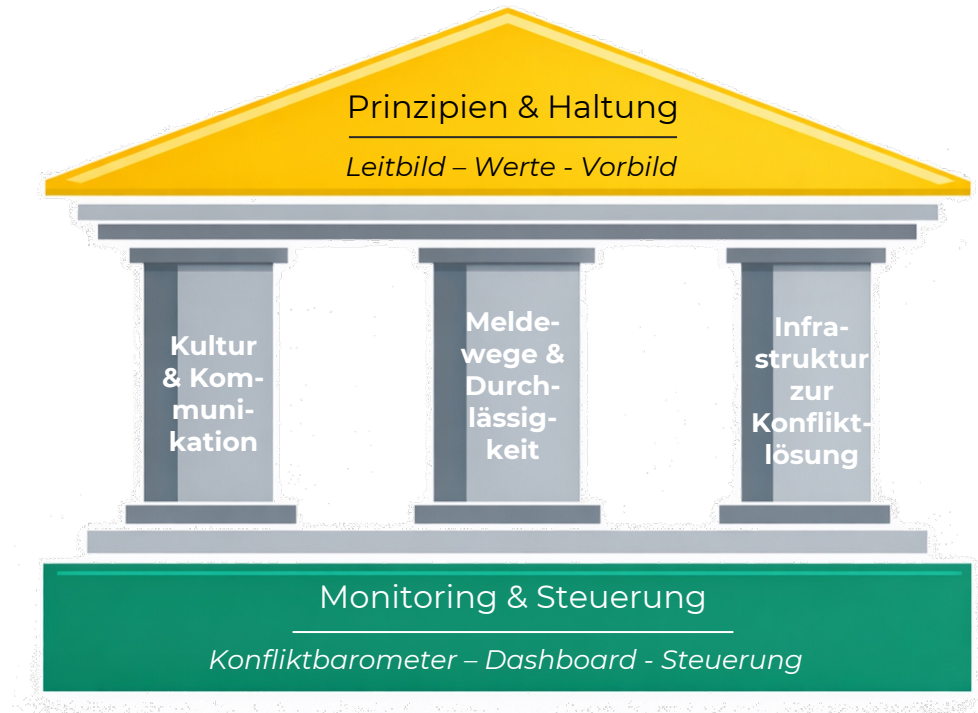 Prinzipien & Haltung
Leitbild – Werte - Vorbild
Kultur
& Kom-
muni-
kation
Melde-
wege &
Durch-
lässig-
keit
Infra-
struktur
zur
Konflikt-
lösung
Monitoring & Steuerung
Konfliktbarometer – Dashboard - Steuerung